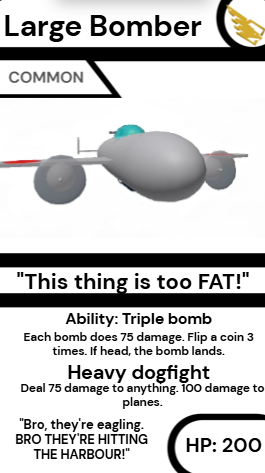 Large Bomber
COMMON
"This thing is too FAT!"
Ability: Triple bomb
Each bomb does 75 damage. Flip a coin 3
times. If head, the bomb lands.
Heavy dogfight
Deal 75 damage to anything. 100 damage to
planes.
"Bro, they're eagling.
BRO THEY'RE HITTING
THE HARBOUR!"
HP: 200